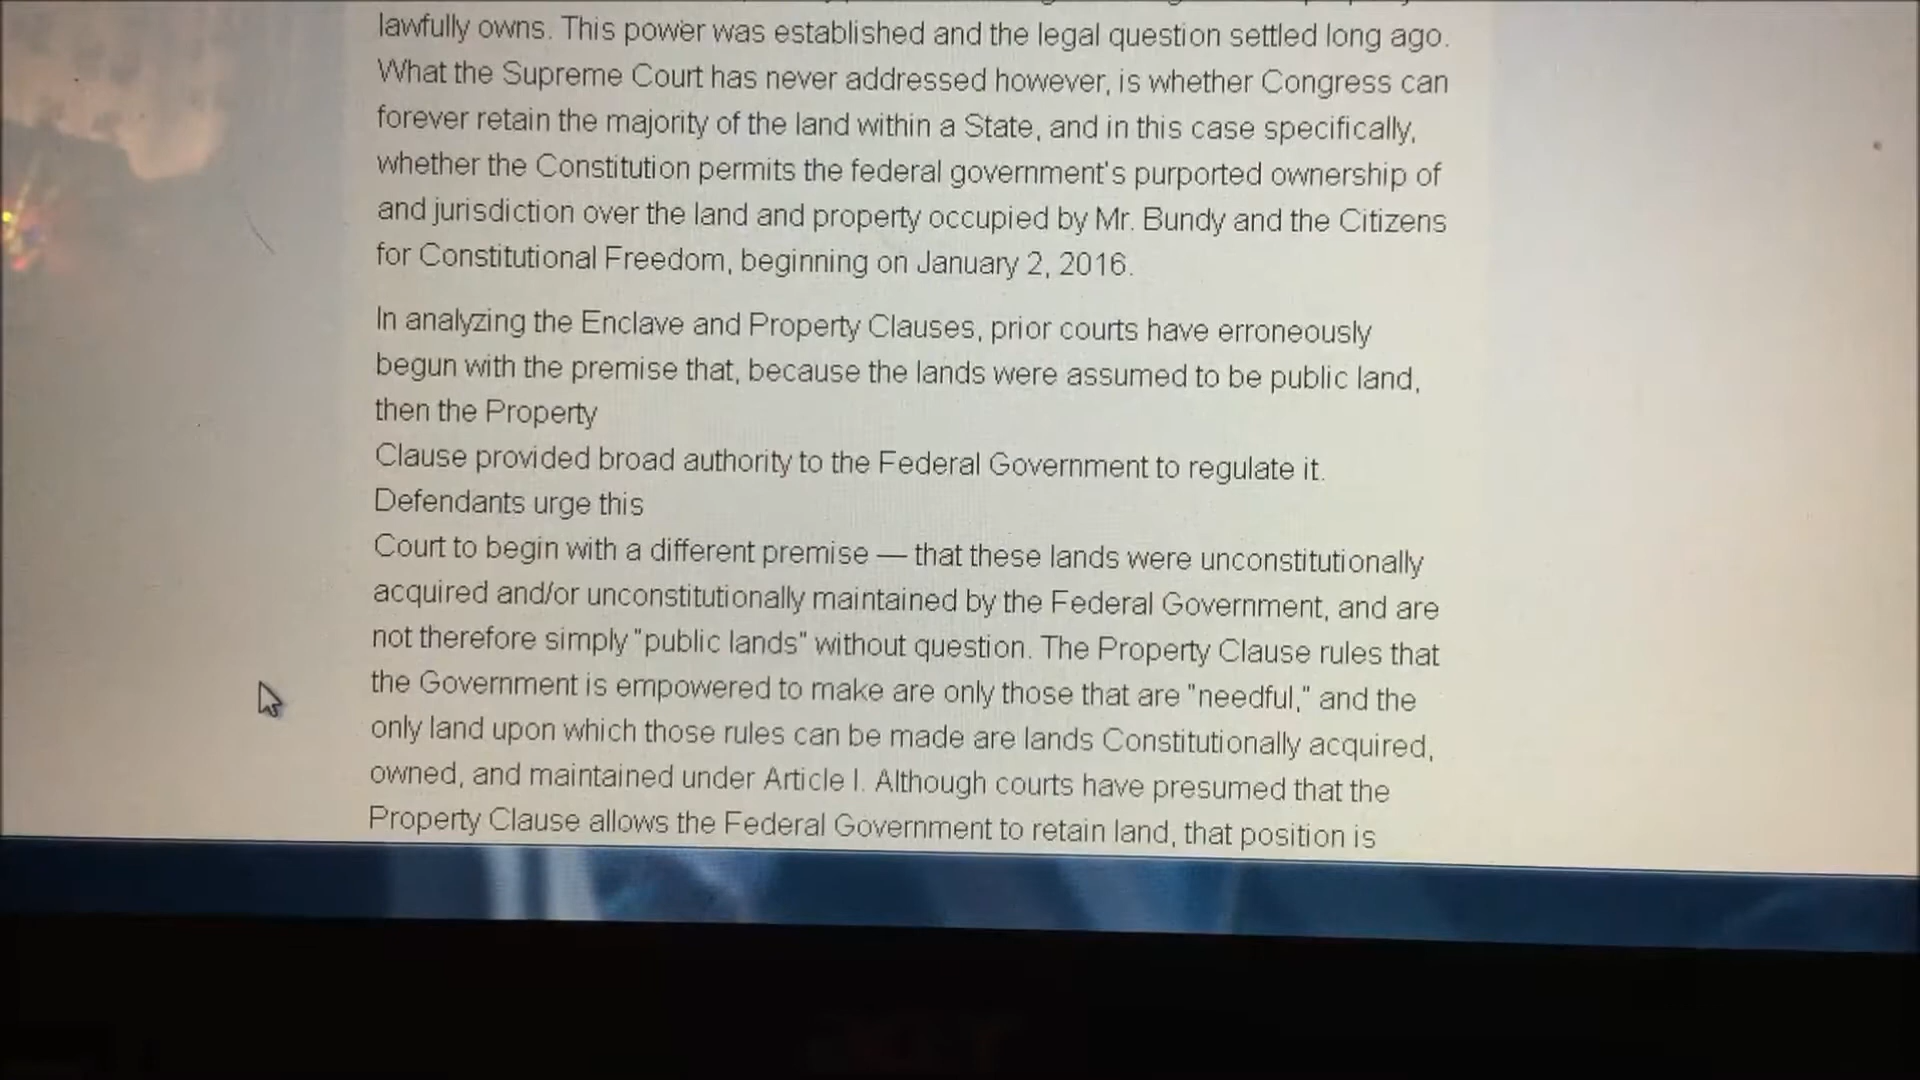 lawfully owns. This power was established and the legal question settled long ago.
What the Supreme Court has never addressed however, is whether Congress can
forever retain the majority of the land within a State, and in this case specifically,
whether the Constitution permits the federal government's purported ownership of
and jurisdiction over the land and property occupied by Mr. Bundy and the Citizens
for Constitutional Freedom, beginning on January 2, 2016.
In analyzing the Enclave and Property Clauses, prior courts have erroneously
begun with the premise that, because the lands were assumed to be public land,
then the Property
Clause provided broad authority to the Federal Government to regulate it.
Defendants urge this
Court to begin with a different premise — that these lands were unconstitutionally
acquired and/or unconstitutionally maintained by the Federal Government, and are
not therefore simply "public lands" without question. The Property Clause rules that
the Government is empowered to make are only those that are "needful," and the
only land upon which those rules can be made are lands Constitutionally acquired,
owned, and maintained under Article I. Although courts have presumed that the
Property Clause allows the Federal Government to retain land, that position is